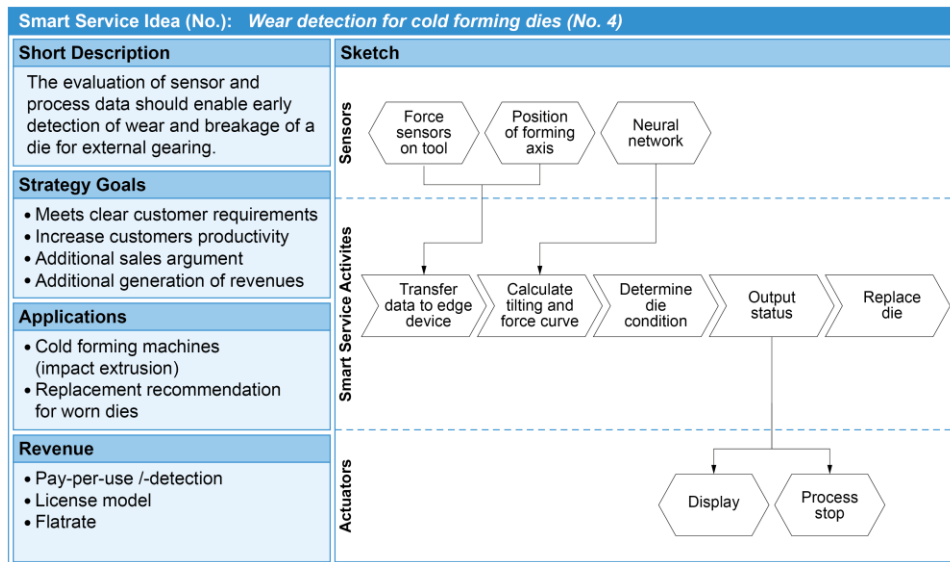 Smart Service Idea (No.): Wear detection for cold forming dies (No. 4)
Short Description
The evaluation of sensor and
process data should enable early
detection of wear and breakage of a
die for external gearing.
Strategy Goals
• Meets clear customer requirements
• Increase customers productivity
• Additional sales argument
• Additional generation of revenues
Applications
• Cold forming machines
(impact extrusion)
• Replacement recommendation
for worn dies
Revenue
• Pay-per-use /-detection
• License model
• Flatrate
Sketch
Sensors
Force
sensors
on tool
Position
of forming
axis
Neural
network
Smart Service Activites
Transfer
data to edge
device
Calculate
tilting and
force curve
Determine
die
condition
Output
status
Replace
die
Actuators
Display
Process
stop